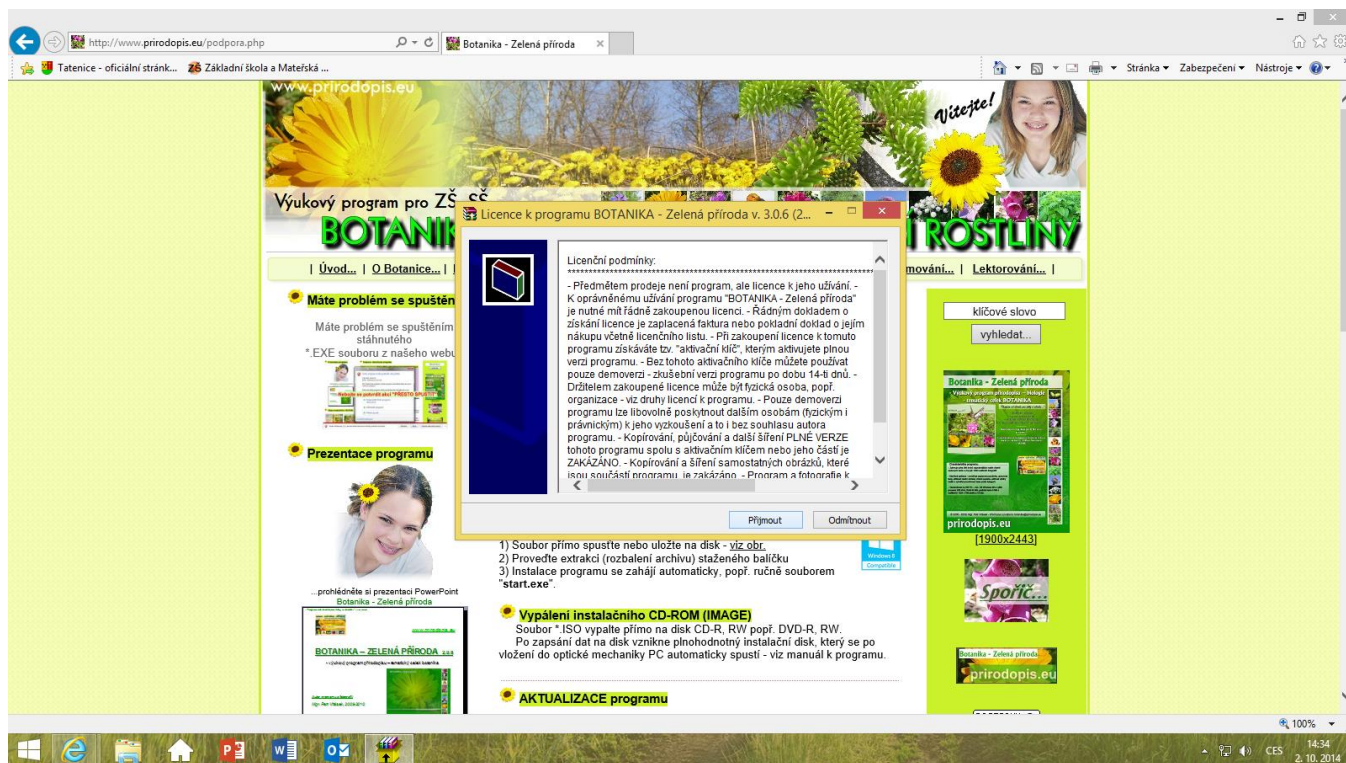 http://www.prirodopis.eu/podpora.php
Botanika - Zelená příroda
Tatenice - oficiální stránk...
Základní škola a Mateřská ...
Stránka
Zabezpečení
Nástroje
www.prirodopis.eu
Vítejte!
Výukový program pro ZŠ, SŠ
BOTANIK
ROSTLINY
| Úvod... | O Botanice... |
mování... | Lektorování... |
Máte problém se spuštěn
Máte problém se spuštěním
stáhnutého
*.EXE souboru z našeho webu
Prezentace programu
...prohlédněte si prezentaci PowerPoint
Botanika - Zelená příroda
BOTANIKA – ZELENÁ PŘÍRODA
Licence k programu BOTANIKA - Zelená příroda v. 3.0.6 (2...
Licenční podmínky:
- Předmětem prodeje není program, ale licence k jeho užívání. -
K oprávněnému užívání programu "BOTANIKA - Zelená příroda"
je nutné mít řádně zakoupenou licenci. - Řádným dokladem o
získání licence je zaplacená faktura nebo pokladní doklad o jejím
nákupu včetně licenčního listu. - Při zakoupení licence k tomuto
programu získáváte tzv. "aktivační klíč", kterým aktivujete plnou
verzi programu. - Bez tohoto aktivačního klíče můžete používat
pouze demoverzi - zkušební verzi programu po dobu 14-ti dnů. -
Držitelem zakoupené licence může být fyzická osoba, popř.
organizace - viz druhy licencí k programu. - Pouze demoverzi
programu lze libovolně poskytnout dalším osobám (fyzickým i
právnickým) k jeho vyzkoušení a to i bez souhlasu autora
programu. - Kopírování, půjčování a další šíření PLNÉ VERZE
tohoto programu spolu s aktivačním klíčem nebo jeho částí je
ZAKÁZÁNO. - Kopírování a šíření samostatných obrázků, které
jsou součástí programu, je zakázáno. - Program a fotografie k
Přijmout
Odmítnout
1) Soubor přímo spusťte nebo uložte na disk - viz obr.
2) Proveďte extrakci (rozbalení archivu) staženého balíčku
3) Instalace programu se zahájí automaticky, popř. ručně souborem
"start.exe".
Windows 8
Compatible
Vypálení instalačního CD-ROM (IMAGE)
Soubor *.ISO vypalte přímo na disk CD-R, RW popř. DVD-R, RW.
Po zapsání dat na disk vznikne plnohodnotný instalační disk, který se po
vložení do optické mechaniky PC automaticky spustí - viz manuál k programu.
AKTUALIZACE programu
klíčové slovo
vyhledat...
Botanika - Zelená příroda
prirodopis.eu
[1900x2443]
Spořič...
Botanika - Zelená příroda
prirodopis.eu
100%
CES
14:34
2. 10. 2014